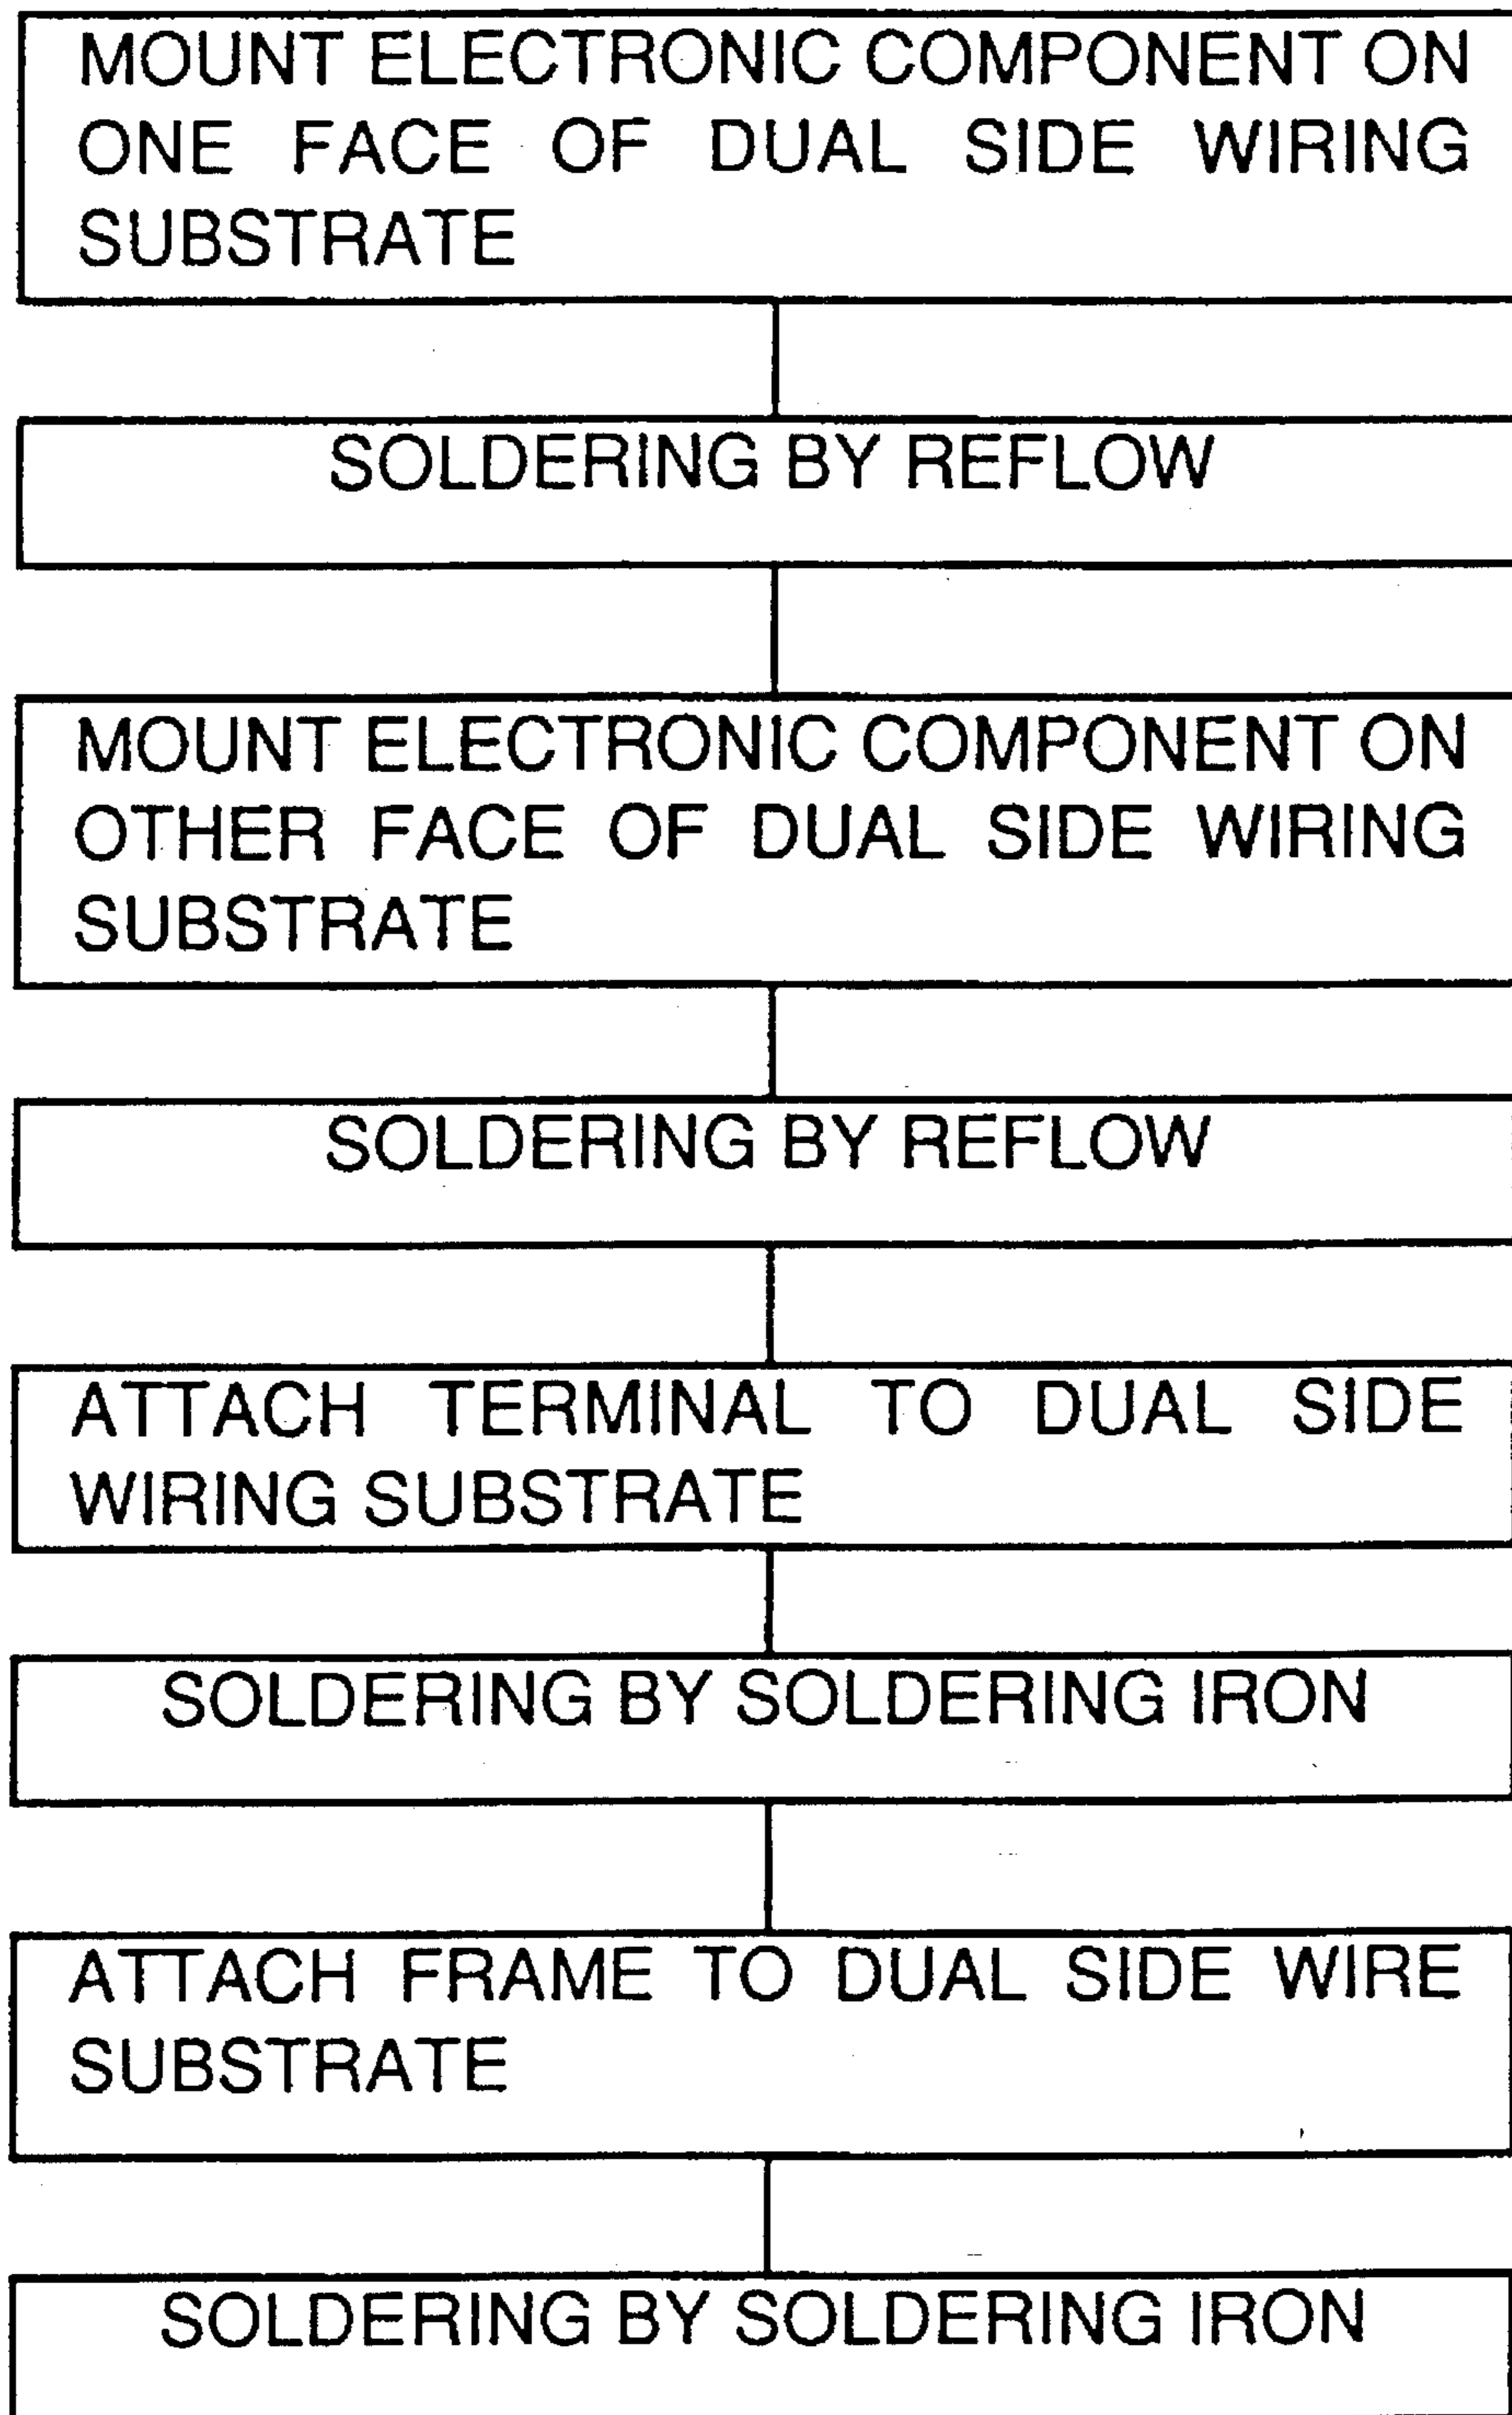 MOUNT ELECTRONIC COMPONENT ON
ONE FACE OF DUAL SIDE WIRING
SUBSTRATE
SOLDERING BY REFLOW
MOUNT ELECTRONIC COMPONENT ON
OTHER FACE OF DUAL SIDE WIRING
SUBSTRATE
SOLDERING BY REFLOW
ATTACH TERMINAL TO DUAL SIDE
WIRING SUBSTRATE
SOLDERING BY SOLDERING IRON
ATTACH FRAME TO DUAL SIDE WIRE
SUBSTRATE
SOLDERING BY SOLDERING IRON